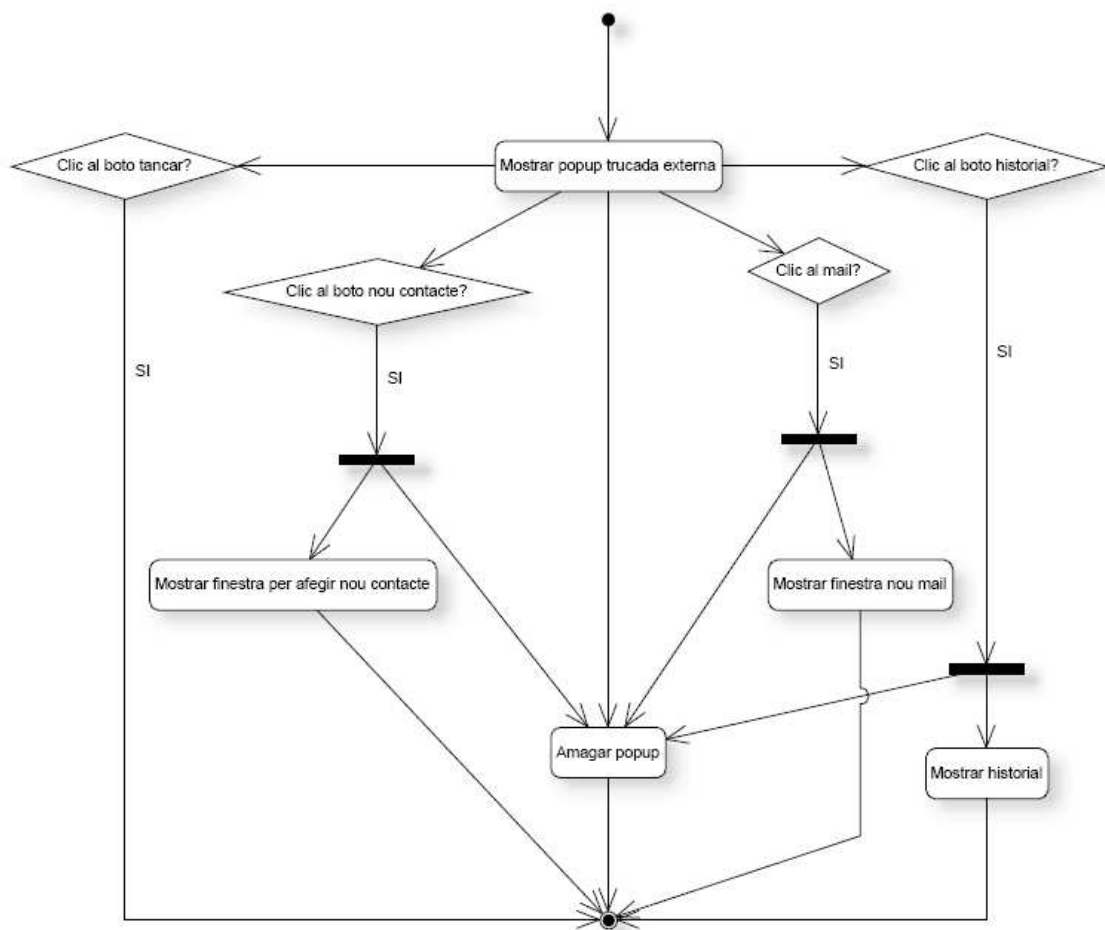 Clic al boto tancar?
Mostrar popup trucada externa
Clic al boto historial?
Clic al boto nou contacte?
Clic al mail?
SI
SI
SI
SI
Mostrar finestra per afegir nou contacte
Mostrar finestra nou mail
Amagar popup
Mostrar historial